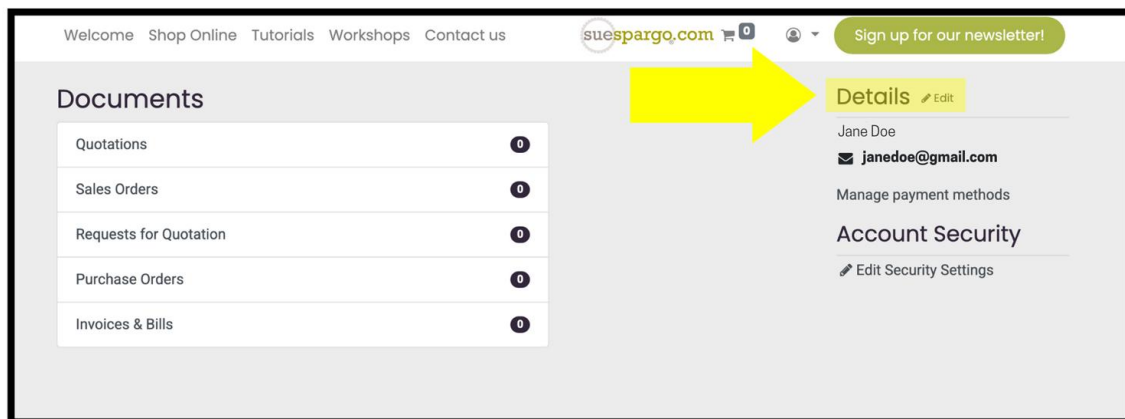 Welcome Shop Online Tutorials Workshops Contact us suespargo.com 0 Sign up for our newsletter!
Documents
Quotations 0
Sales Orders 0
Requests for Quotation 0
Purchase Orders 0
Invoices & Bills 0
Details Edit
Jane Doe
janedoe@gmail.com
Manage payment methods
Account Security
Edit Security Settings